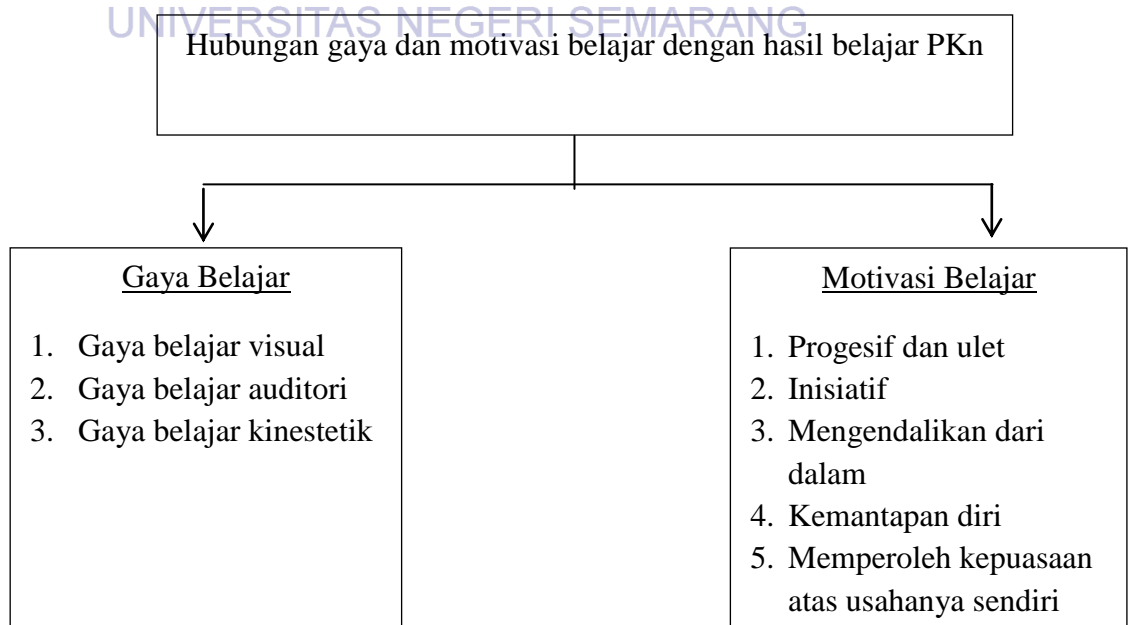 UNIVERSITAS NEGERI SEMARANG
Hubungan gaya dan motivasi belajar dengan hasil belajar PKn
Gaya Belajar
1. Gaya belajar visual
2. Gaya belajar auditori
3. Gaya belajar kinestetik
Motivasi Belajar
1. Progesif dan ulet
2. Inisiatif
3. Mengendalikan dari
dalam
4. Kemantapan diri
5. Memperoleh kepuasaan
atas usahanya sendiri